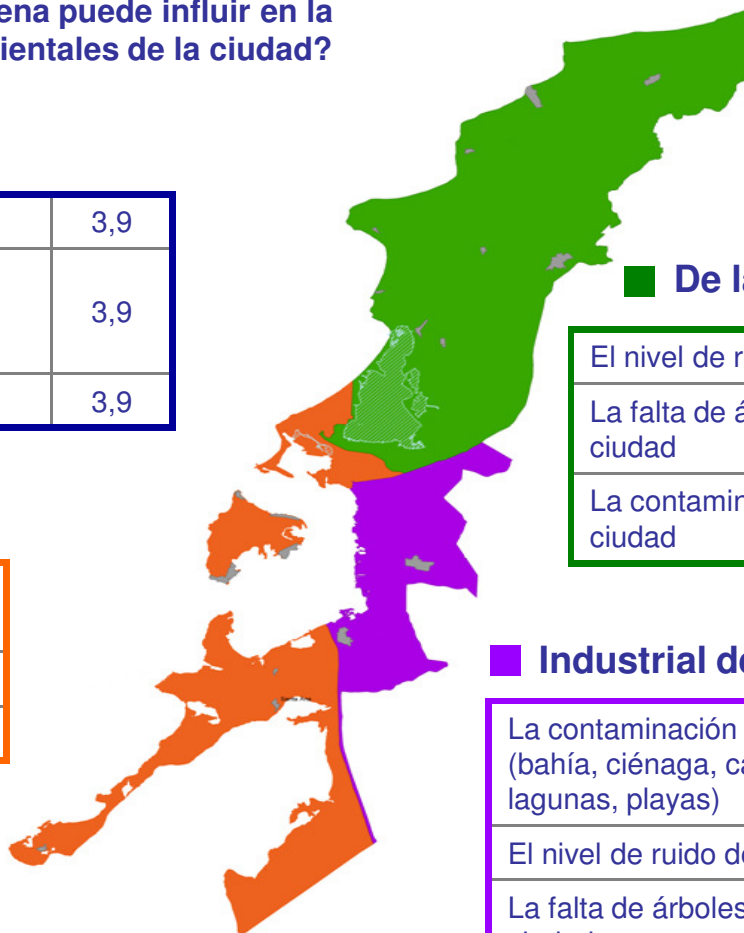 ena puede influir en la
ientales de la ciudad?
3,9
3,9
3,9
De la
El nivel de r
La falta de á
ciudad
La contamin
ciudad
Industrial de
La contaminación
(bahía, ciénaga, ca
lagunas, playas)
El nivel de ruido de
La falta de árboles